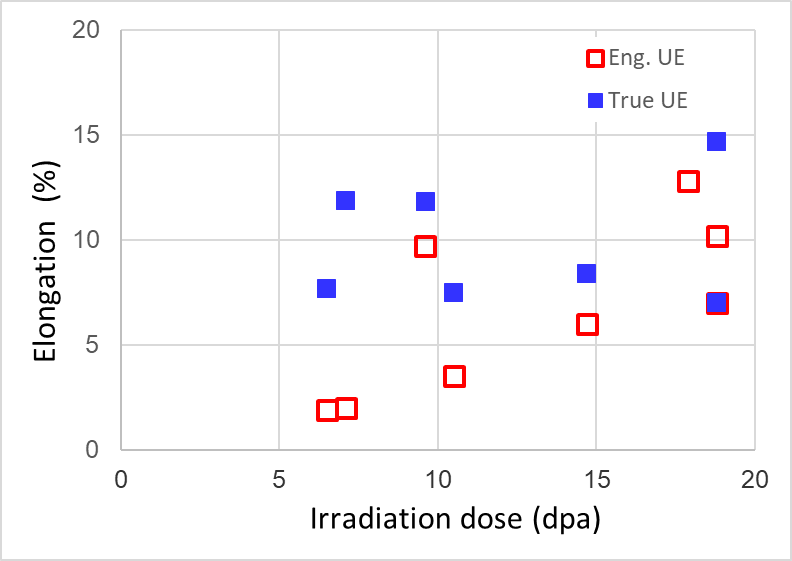 20
15
10
5
0
Elongation (%)
Eng. UE
True UE
0 5 10 15 20
Irradiation dose (dpa)